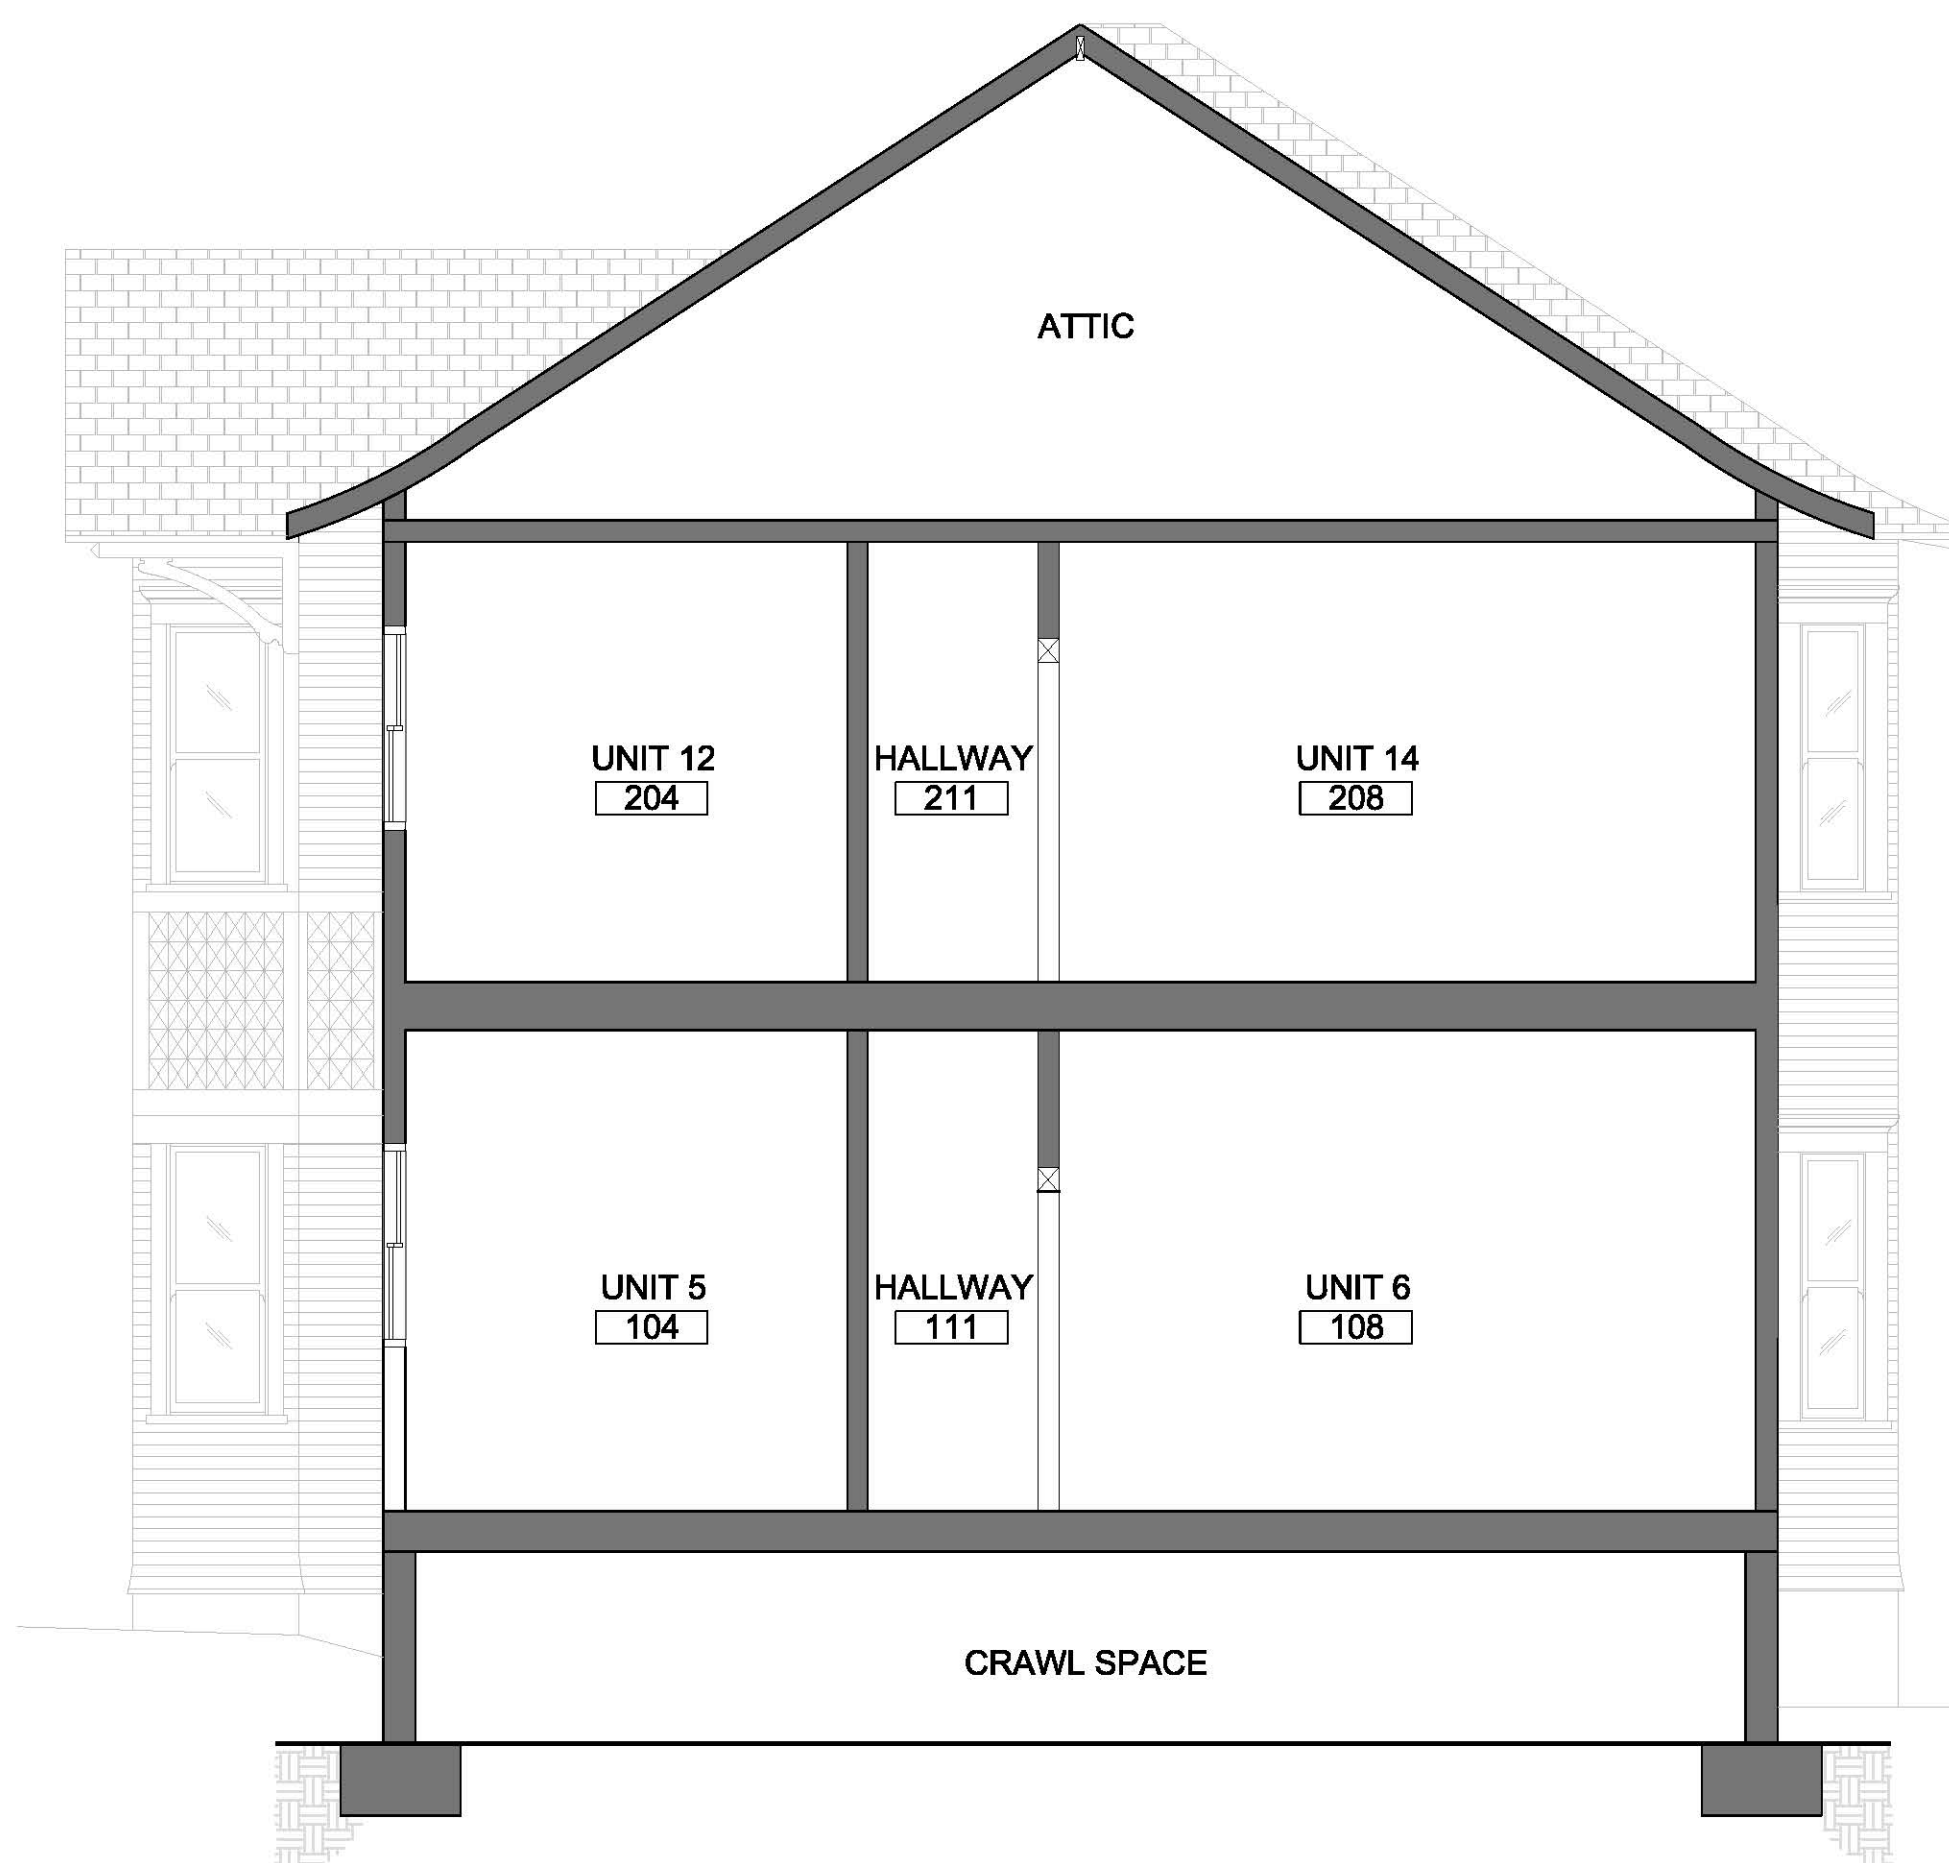 ATTIC
UNIT 12
204
HALLWAY
211
UNIT 14
208
UNIT 5
104
HALLWAY
111
UNIT 6
108
CRAWL SPACE